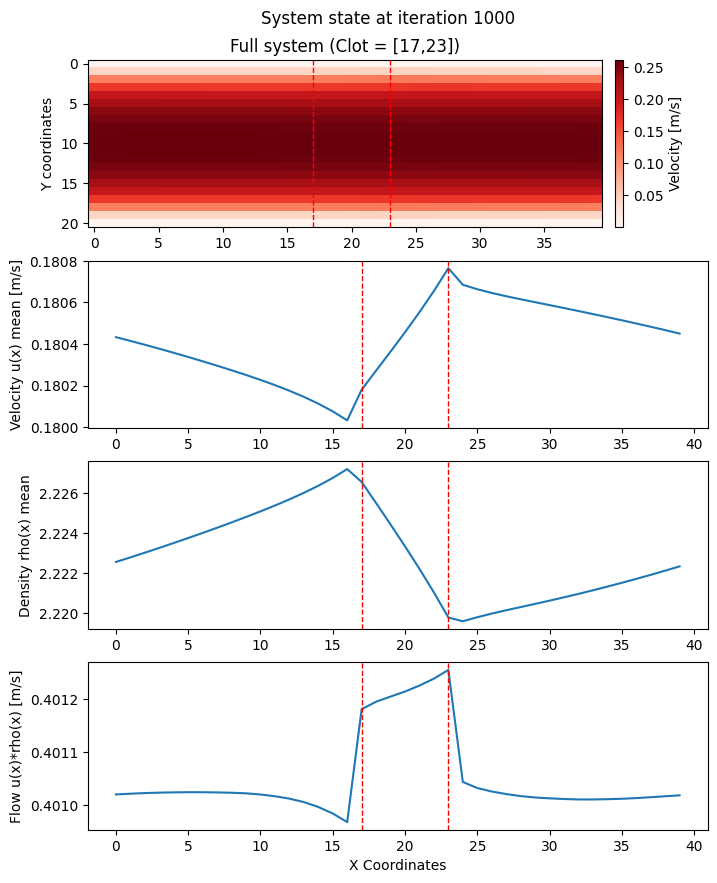 System state at iteration 1000
Full system (Clot = [17,23])
Y coordinates
0
5
10
15
20
0 5 10 15 20 25 30 35
0.25
0.20
0.15
0.10
0.05
Velocity [m/s]
Velocity u(x) mean [m/s]
0.1808
0.1806
0.1804
0.1802
0.1800
0 5 10 15 20 25 30 35 40
Density rho(x) mean
2.226
2.224
2.222
2.220
0 5 10 15 20 25 30 35 40
Flow u(x)*rho(x) [m/s]
0.4012
0.4011
0.4010
0 5 10 15 20 25 30 35 40
X Coordinates